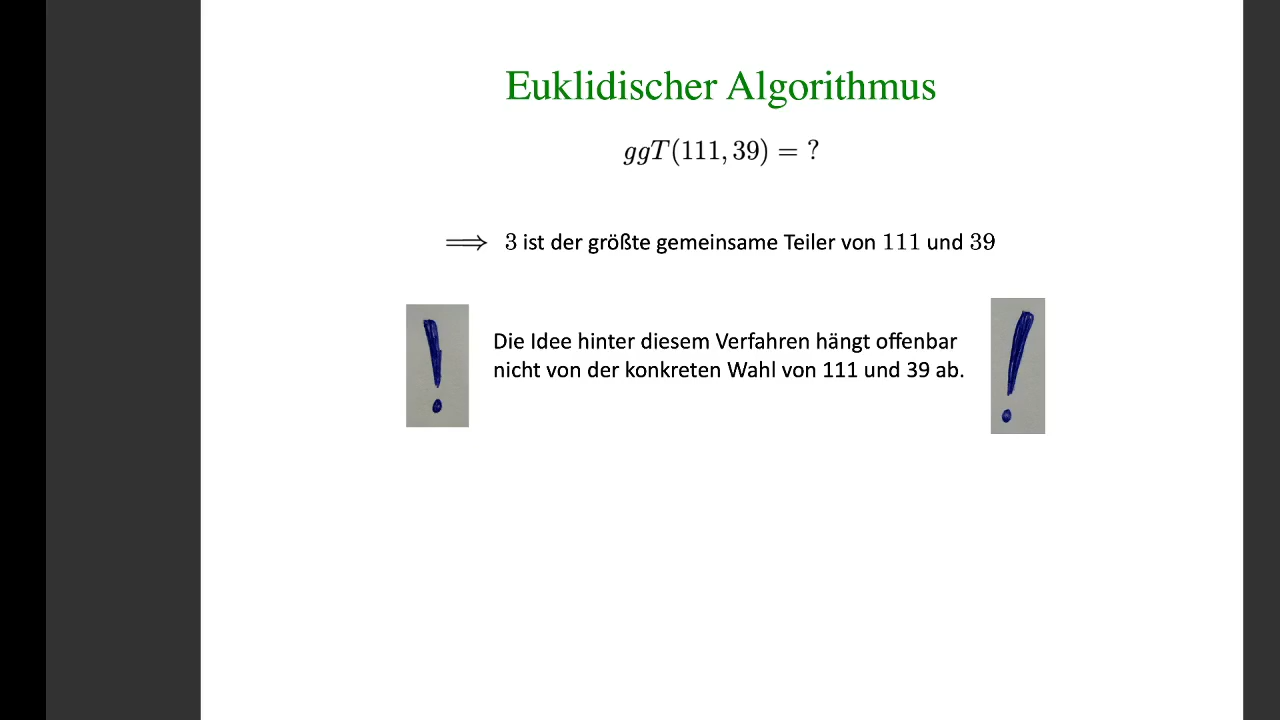 Euklidischer Algorithmus
ggT(111, 39) = ?
⟹ 3 ist der größte gemeinsame Teiler von 111 und 39
! Die Idee hinter diesem Verfahren hängt offenbar !
nicht von der konkreten Wahl von 111 und 39 ab.